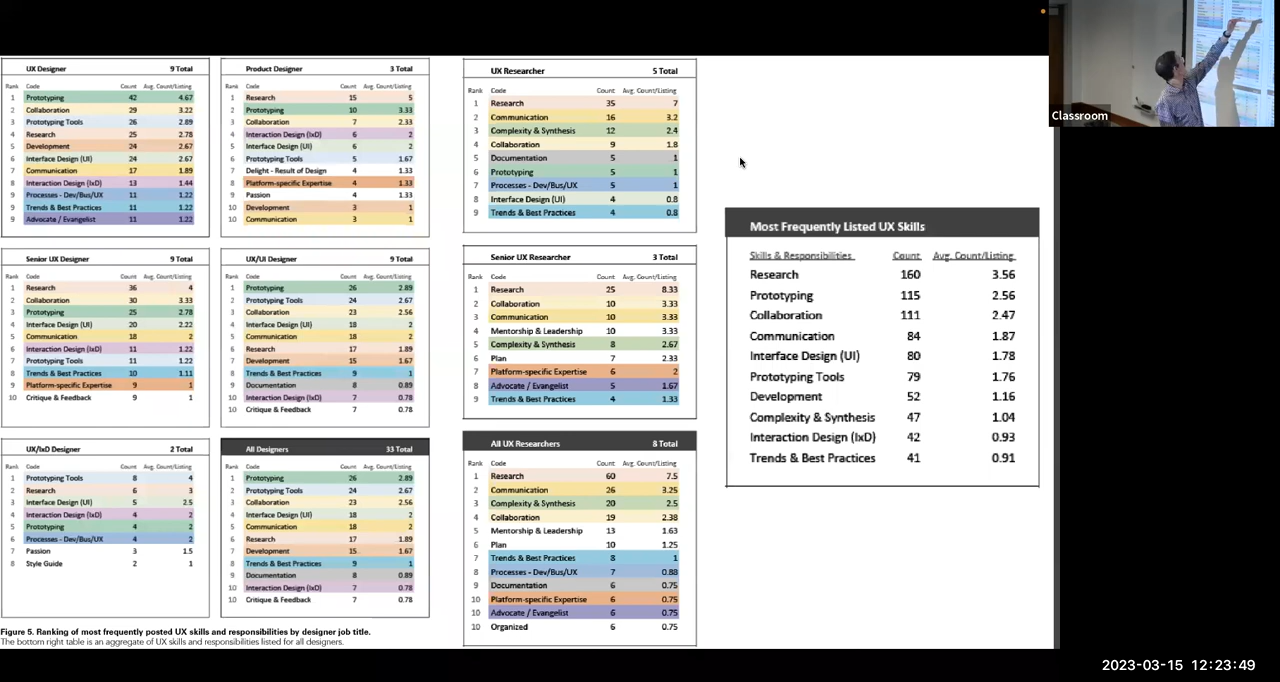 UX Designer 9 Total
Rank Code Count Avg. Count/Listing
1 Prototyping 42 4.67
2 Collaboration 29 3.22
3 Prototyping Tools 26 2.89
4 Research 25 2.78
5 Development 24 2.67
6 Interface Design (UI) 24 2.67
7 Communication 17 1.89
8 Interaction Design (IxD) 13 1.44
9 Processes - Dev/Bus/UX 11 1.22
9 Trends & Best Practices 11 1.22
9 Advocate / Evangelist 11 1.22
Product Designer 3 Total
Rank Code Count Avg. Count/Listing
1 Research 15 5
2 Prototyping 10 3.33
3 Collaboration 7 2.33
4 Interaction Design (IxD) 6 2
5 Interface Design (UI) 6 2
6 Prototyping Tools 5 1.67
7 Delight - Result of Design 4 1.33
8 Platform-specific Expertise 4 1.33
9 Passion 4 1.33
10 Development 3 1
10 Communication 3 1
UX Researcher 5 Total
Rank Code Count Avg. Count/Listing
1 Research 35 7
2 Communication 16 3.2
3 Complexity & Synthesis 12 2.4
4 Collaboration 9 1.8
5 Documentation 5 1
6 Prototyping 5 1
7 Processes - Dev/Bus/UX 5 1
8 Interface Design (UI) 4 0.8
9 Trends & Best Practices 4 0.8
Senior UX Designer 9 Total
Rank Code Count Avg. Count/Listing
1 Research 36 4
2 Collaboration 30 3.33
3 Prototyping 25 2.78
4 Interface Design (UI) 20 2.22
5 Communication 18 2
6 Interaction Design (IxD) 11 1.22
7 Prototyping Tools 11 1.22
8 Trends & Best Practices 10 1.11
9 Platform-specific Expertise 9 1
10 Critique & Feedback 9 1
UX/UI Designer 9 Total
Rank Code Count Avg. Count/Listing
1 Prototyping 26 2.89
2 Prototyping Tools 24 2.67
3 Collaboration 23 2.56
4 Interface Design (UI) 18 2
5 Communication 18 2
6 Research 17 1.89
7 Development 15 1.67
8 Trends & Best Practices 9 1
9 Documentation 8 0.89
10 Interaction Design (IxD) 7 0.78
10 Critique & Feedback 7 0.78
Senior UX Researcher 3 Total
Rank Code Count Avg. Count/Listing
1 Research 25 8.33
2 Collaboration 10 3.33
3 Communication 10 3.33
4 Mentorship & Leadership 10 3.33
5 Complexity & Synthesis 8 2.67
6 Plan 7 2.33
7 Platform-specific Expertise 6 2
8 Advocate / Evangelist 5 1.67
9 Trends & Best Practices 4 1.33
UX/IxD Designer 2 Total
Rank Code Count Avg. Count/Listing
1 Prototyping Tools 8 4
2 Research 6 3
3 Interface Design (UI) 5 2.5
4 Interaction Design (IxD) 4 2
5 Prototyping 4 2
6 Processes - Dev/Bus/UX 4 2
7 Passion 3 1.5
8 Style Guide 2 1
All Designers 33 Total
Rank Code Count Avg. Count/Listing
1 Prototyping 26 2.89
2 Prototyping Tools 24 2.67
3 Collaboration 23 2.56
4 Interface Design (UI) 18 2
5 Communication 18 2
6 Research 17 1.89
7 Development 15 1.67
8 Trends & Best Practices 9 1
9 Documentation 8 0.89
10 Interaction Design (IxD) 7 0.78
10 Critique & Feedback 7 0.78
All UX Researchers 8 Total
Rank Code Count Avg. Count/Listing
1 Research 60 7.5
2 Communication 26 3.25
3 Complexity & Synthesis 20 2.5
4 Collaboration 19 2.38
5 Mentorship & Leadership 13 1.63
6 Plan 10 1.25
7 Trends & Best Practices 8 1
8 Processes - Dev/Bus/UX 7 0.88
9 Documentation 6 0.75
10 Platform-specific Expertise 6 0.75
10 Advocate / Evangelist 6 0.75
10 Organized 6 0.75
Figure 5. Ranking of most frequently posted UX skills and responsibilities by designer job title.
The bottom right table is an aggregate of UX skills and responsibilities listed for all designers.
Most Frequently Listed UX Skills
Skills & Responsibilities Count Avg. Count/Listing
Research 160 3.56
Prototyping 115 2.56
Collaboration 111 2.47
Communication 84 1.87
Interface Design (UI) 80 1.78
Prototyping Tools 79 1.76
Development 52 1.16
Complexity & Synthesis 47 1.04
Interaction Design (IxD) 42 0.93
Trends & Best Practices 41 0.91
Classroom
2023-03-15 12:23:49